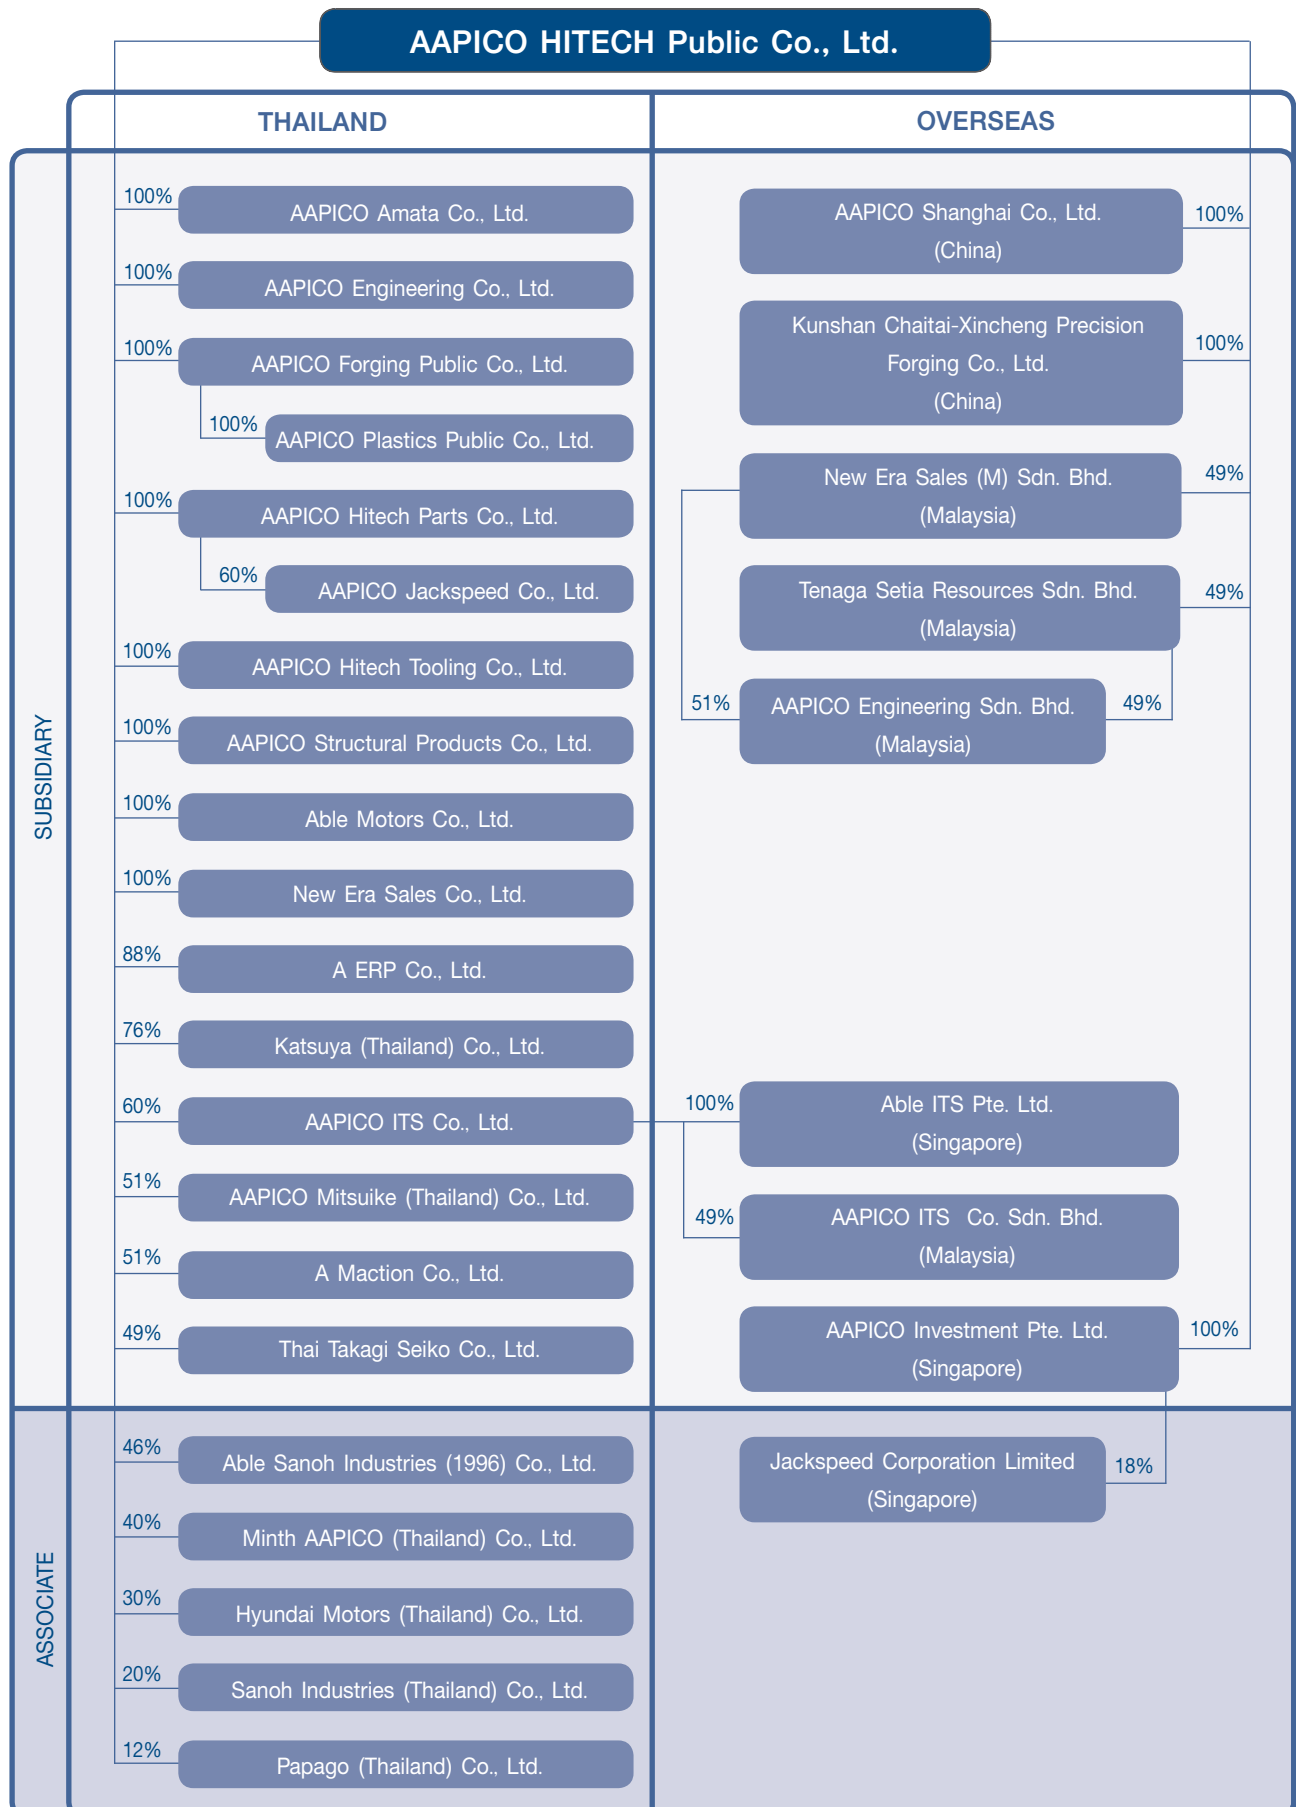 AAPICO HITECH Public Co., Ltd.
THAILAND
OVERSEAS
SUBSIDIARY
100%
AAPICO Amata Co., Ltd.
100%
AAPICO Engineering Co., Ltd.
100%
AAPICO Forging Public Co., Ltd.
100%
AAPICO Plastics Public Co., Ltd.
100%
AAPICO Hitech Parts Co., Ltd.
60%
AAPICO Jackspeed Co., Ltd.
100%
AAPICO Hitech Tooling Co., Ltd.
100%
AAPICO Structural Products Co., Ltd.
100%
Able Motors Co., Ltd.
100%
New Era Sales Co., Ltd.
88%
A ERP Co., Ltd.
76%
Katsuya (Thailand) Co., Ltd.
60%
AAPICO ITS Co., Ltd.
51%
AAPICO Mitsuike (Thailand) Co., Ltd.
51%
A Maction Co., Ltd.
49%
Thai Takagi Seiko Co., Ltd.
AAPICO Shanghai Co., Ltd.
(China)
100%
Kunshan Chaitai-Xincheng Precision
Forging Co., Ltd.
(China)
100%
New Era Sales (M) Sdn. Bhd.
(Malaysia)
49%
Tenaga Setia Resources Sdn. Bhd.
(Malaysia)
49%
51%
AAPICO Engineering Sdn. Bhd.
(Malaysia)
49%
100%
Able ITS Pte. Ltd.
(Singapore)
49%
AAPICO ITS Co. Sdn. Bhd.
(Malaysia)
AAPICO Investment Pte. Ltd.
(Singapore)
100%
ASSOCIATE
46%
Able Sanoh Industries (1996) Co., Ltd.
40%
Minth AAPICO (Thailand) Co., Ltd.
30%
Hyundai Motors (Thailand) Co., Ltd.
20%
Sanoh Industries (Thailand) Co., Ltd.
12%
Papago (Thailand) Co., Ltd.
Jackspeed Corporation Limited
(Singapore)
18%